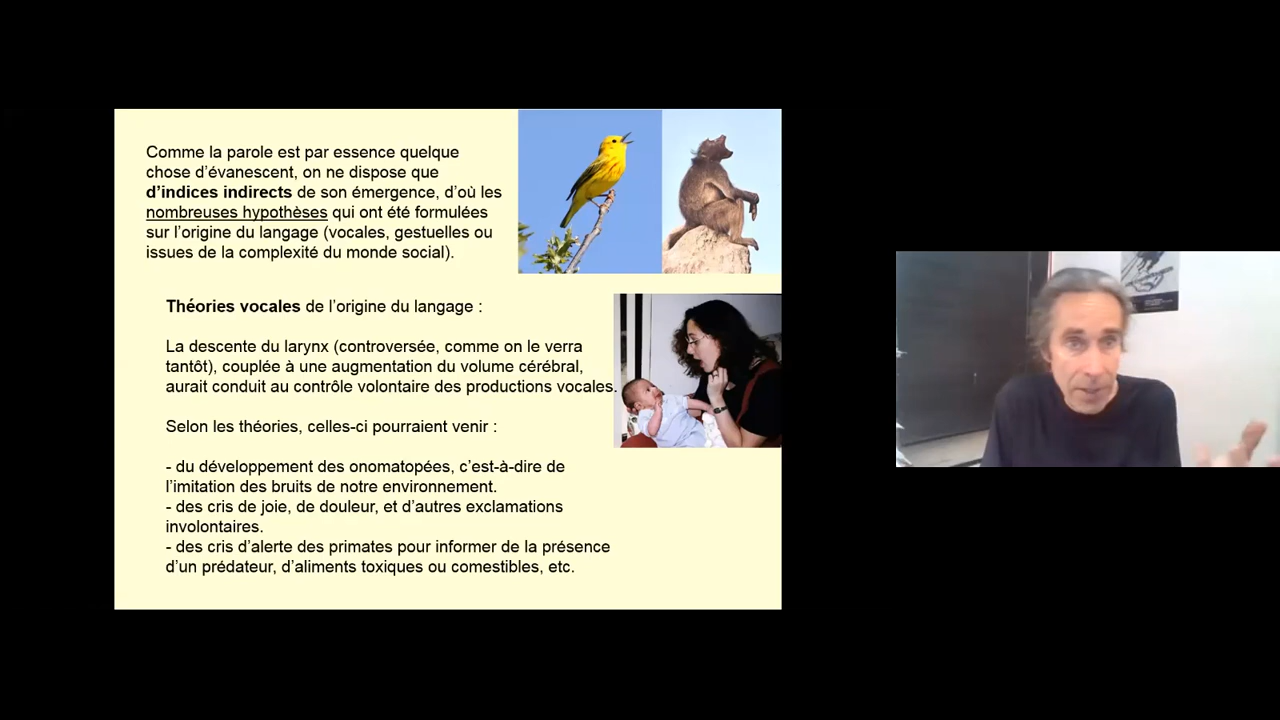 Comme la parole est par essence quelque
chose d'évanescent, on ne dispose que
d'indices indirects de son émergence, d'où les
nombreuses hypothèses qui ont été formulées
sur l'origine du langage (vocales, gestuelles ou
issues de la complexité du monde social).
Théories vocales de l'origine du langage :
La descente du larynx (controversée, comme on le verra
tantôt), couplée à une augmentation du volume cérébral,
aurait conduit au contrôle volontaire des productions vocales.
Selon les théories, celles-ci pourraient venir :
- du développement des onomatopées, c'est-à-dire de
l'imitation des bruits de notre environnement.
- des cris de joie, de douleur, et d'autres exclamations
involontaires.
- des cris d'alerte des primates pour informer de la présence
d'un prédateur, d'aliments toxiques ou comestibles, etc.